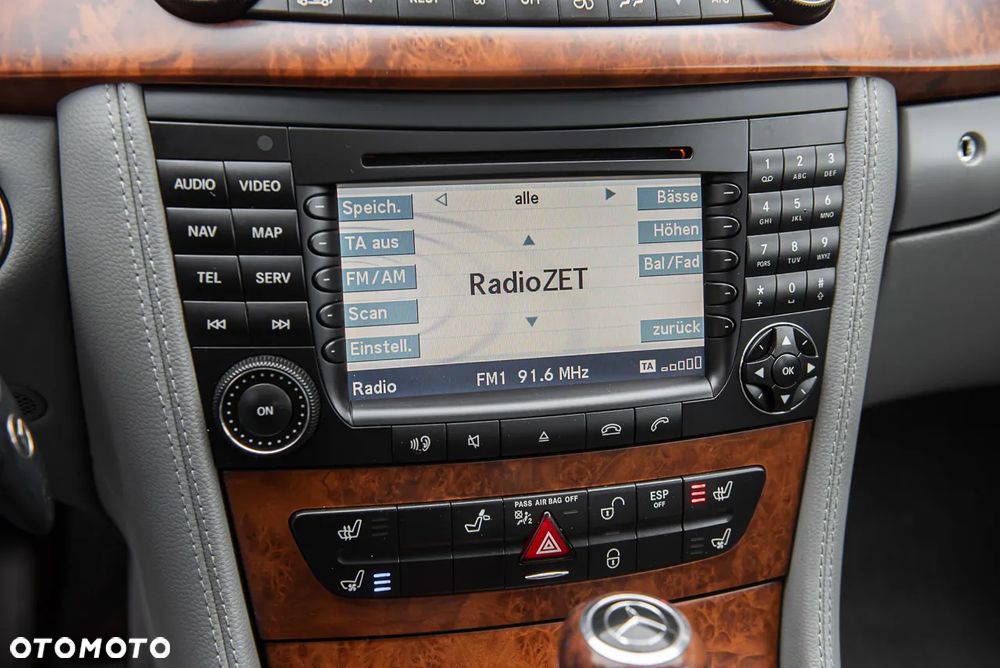 REST
OFF
A/C
AUDIO
VIDEO
NAV
MAP
TEL
SERV
ON
Speich.
alle
Bässe
TA aus
Höhen
FM/AM
RadioZET
Bal/Fad
Scan
Einstell.
zurück
Radio
FM1 91.6 MHz
TA
1
2 ABC
3 DEF
4 GHI
5 JKL
6 MNO
7 PQRS
8 TUV
9 WXYZ
*
0
#
+
OK
PASS AIR BAG OFF
ESP
OFF
OTOMOTO